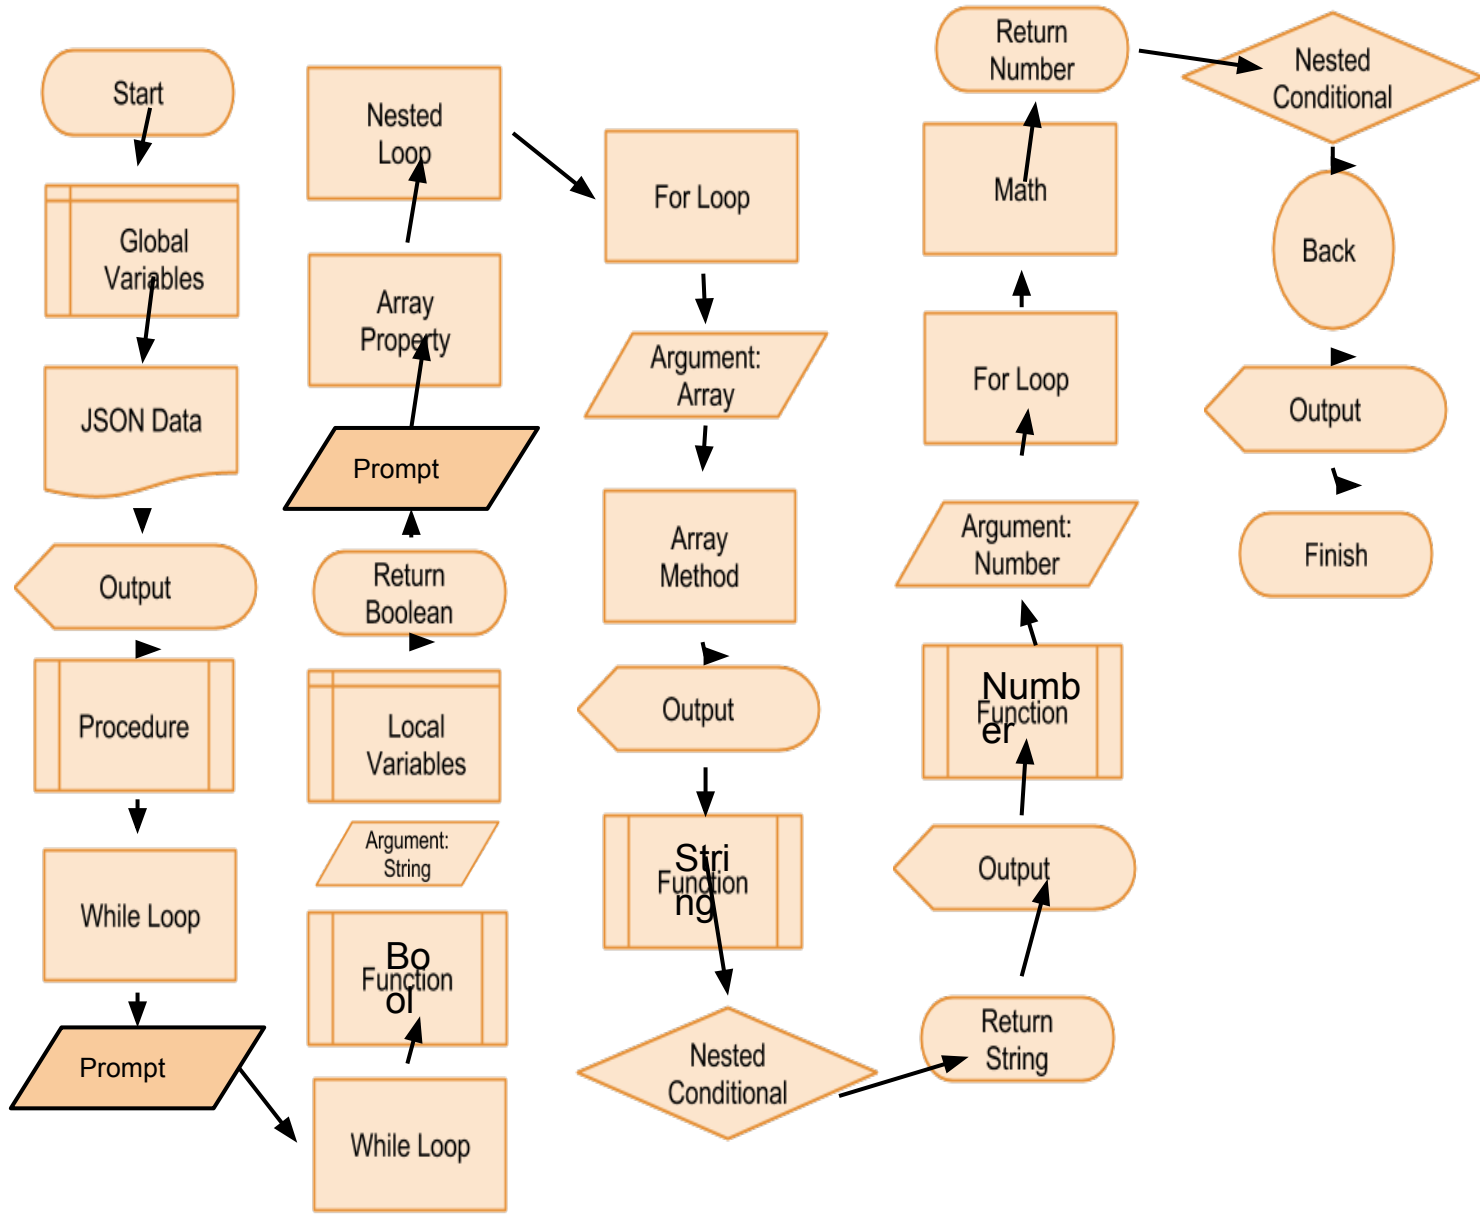 Start
Global
Variables
JSON Data
Output
Procedure
While Loop
Prompt
Nested
Loop
Array
Property
Prompt
Return
Boolean
Local
Variables
Argument:
String
Bo
Function
ol
While Loop
For Loop
Argument:
Array
Array
Method
Output
Stri
Function
ng
Nested
Conditional
Return
Number
Math
For Loop
Argument:
Number
Numb
Function
er
Output
Return
String
Nested
Conditional
Back
Output
Finish